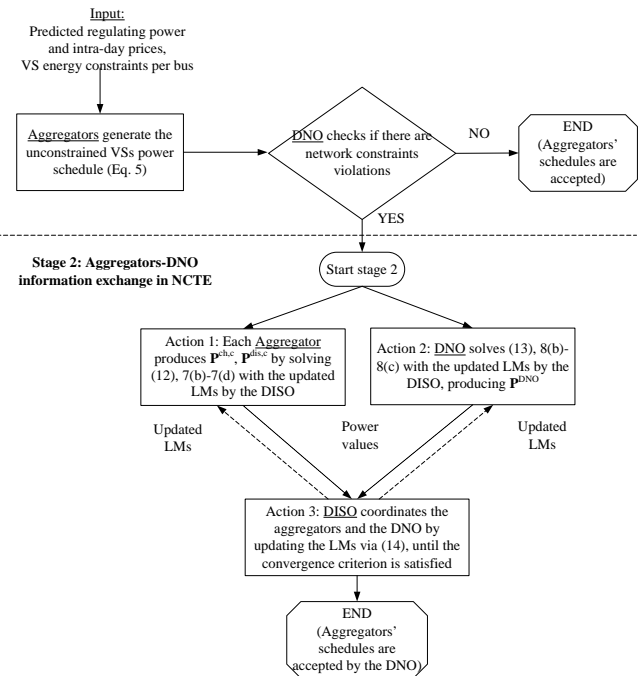 Input:
Predicted regulating power
and intra-day prices,
VS energy constraints per bus
Aggregators generate the
unconstrained VSs power
schedule (Eq. 5)
DNO checks if there are
network constraints
violations
NO
END
(Aggregators'
schedules are
accepted)
YES
Stage 2: Aggregators-DNO
information exchange in NCTE
Start stage 2
Action 1: Each Aggregator
produces P^ch,c, P^dis,c by solving
(12), 7(b)-7(d) with the updated
LMs by the DISO
Action 2: DNO solves (13), 8(b)-
8(c) with the updated LMs by the
DISO, producing P^DNO
Updated
LMs
Power
values
Updated
LMs
Action 3: DISO coordinates the
aggregators and the DNO by
updating the LMs via (14), until the
convergence criterion is satisfied
END
(Aggregators'
schedules are
accepted by the DNO)